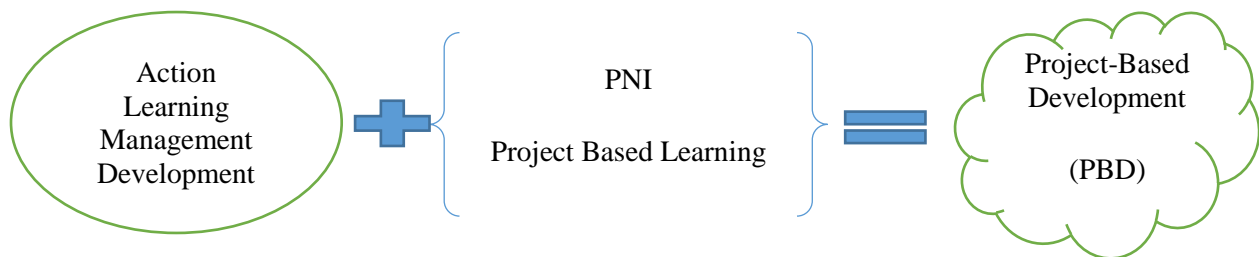 Action
Learning
Management
Development
PNI
Project Based Learning
Project-Based
Development
(PBD)